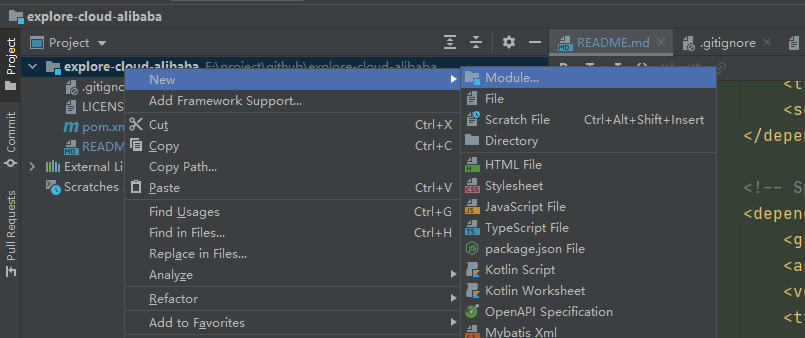 explore-cloud-alibaba
Project
README.md
.gitignore
explore-cloud-alibaba E:\project\github\explore-cloud-alibaba
.gitign
LICENS
pom.xm
READ
External Li
Scratches
Project
Commit
Pull Requests
New
Add Framework Support...
Cut Ctrl+X
Copy Ctrl+C
Copy Path...
Paste Ctrl+V
Find Usages Ctrl+G
Find in Files... Ctrl+H
Replace in Files...
Analyze
Refactor
Add to Favorites
Module...
File
Scratch File Ctrl+Alt+Shift+Insert
Directory
HTML File
Stylesheet
JavaScript File
TypeScript File
package.json File
Kotlin Script
Kotlin Worksheet
OpenAPI Specification
Mybatis Xml
<t
<s
</depe
<!-- S
<depen
<g
<a
<v
<t